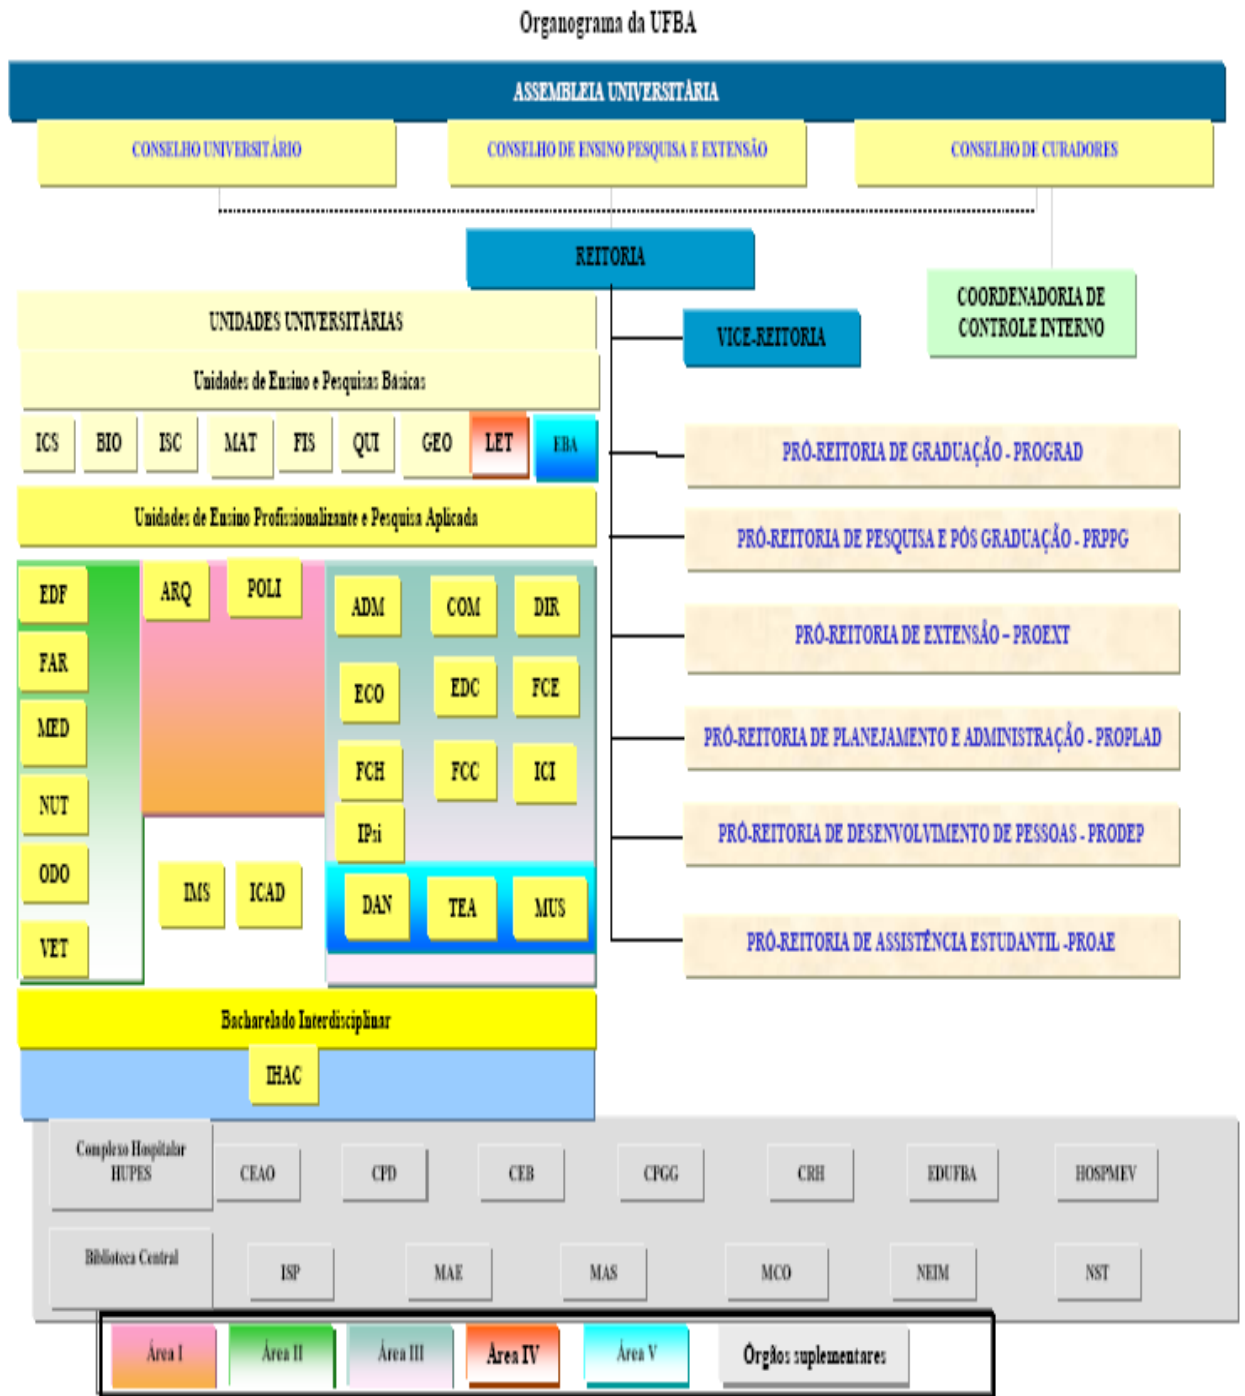 Organograma da UFBA
ASSEMBLEIA UNIVERSITÁRIA
CONSELHO UNIVERSITÁRIO
CONSELHO DE ENSINO PESQUISA E EXTENSÃO
CONSELHO DE CURADORES
REITORIA
COORDENADORIA DE
CONTROLE INTERNO
VICE-REITORIA
UNIDADES UNIVERSITÁRIAS
Unidades de Ensino e Pesquisas Básicas
ICS BIO ISC MAT FIS QUI GEO LET EBA
Unidades de Ensino Profissionalizante e Pesquisa Aplicada
EDF
FAR
MED
NUT
ODO
VET
ARQ POLI
IMS ICAD
ADM COM DIR
ECO EDC FCE
FCH FCC ICI
IPsi
DAN TEA MUS
Bacharelado Interdisciplinar
IHAC
PRÓ-REITORIA DE GRADUAÇÃO - PROGRAD
PRÓ-REITORIA DE PESQUISA E PÓS GRADUAÇÃO - PRPPG
PRÓ-REITORIA DE EXTENSÃO – PROEXT
PRÓ-REITORIA DE PLANEJAMENTO E ADMINISTRAÇÃO - PROPLAD
PRÓ-REITORIA DE DESENVOLVIMENTO DE PESSOAS - PRODEP
PRÓ-REITORIA DE ASSISTÊNCIA ESTUDANTIL -PROAE
Complexo Hospitalar
HUPES
CEAO CPD CEB CPGG CRH EDUFBA HOSPMEV
Biblioteca Central
ISP MAE MAS MCO NEIM NST
Área I Área II Área III Área IV Área V Órgãos suplementares